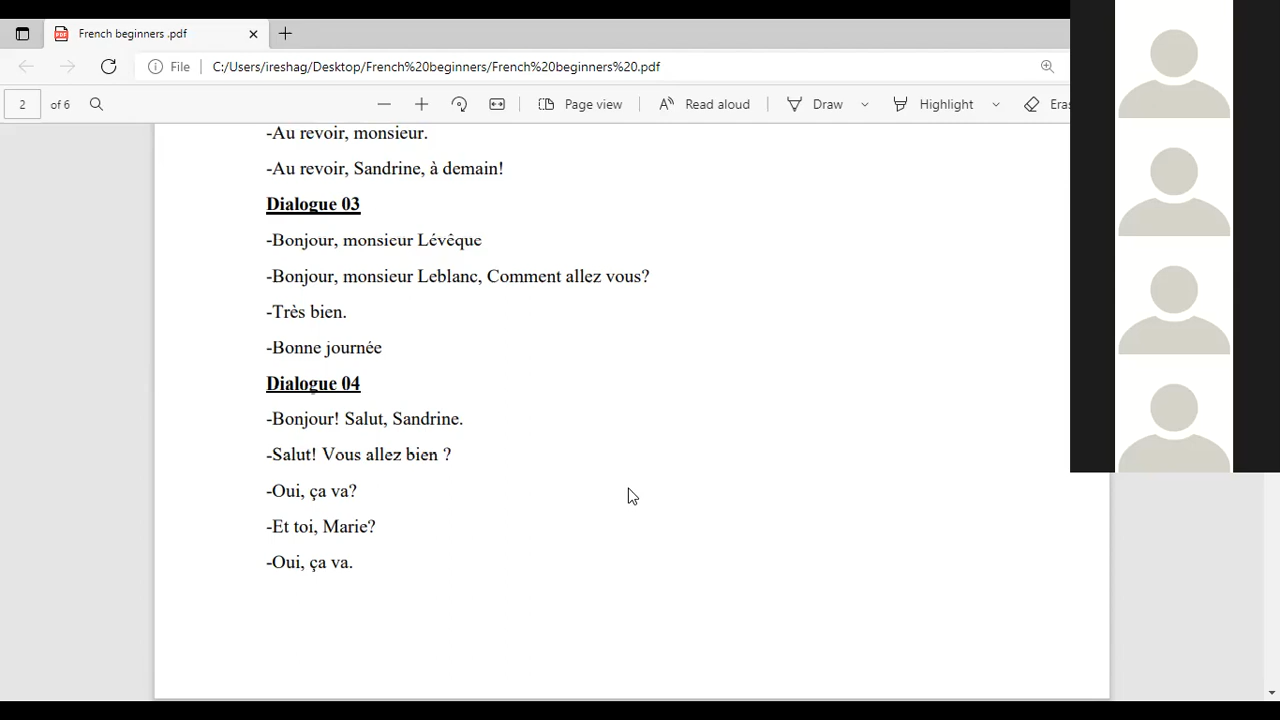 French beginners .pdf
File
C:/Users/ireshag/Desktop/French%20beginners/French%20beginners%20.pdf
2 of 6
Page view
Read aloud
Draw
Highlight
Eras
-Au revoir, monsieur.
-Au revoir, Sandrine, à demain!
Dialogue 03
-Bonjour, monsieur Lévêque
-Bonjour, monsieur Leblanc, Comment allez vous?
-Très bien.
-Bonne journée
Dialogue 04
-Bonjour! Salut, Sandrine.
-Salut! Vous allez bien ?
-Oui, ça va?
-Et toi, Marie?
-Oui, ça va.